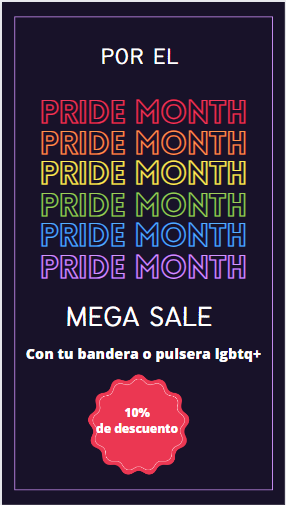 POR EL
PRIDE MONTH
PRIDE MONTH
PRIDE MONTH
PRIDE MONTH
PRIDE MONTH
PRIDE MONTH
MEGA SALE
Con tu bandera o pulsera lgbtq+
10%
de descuento